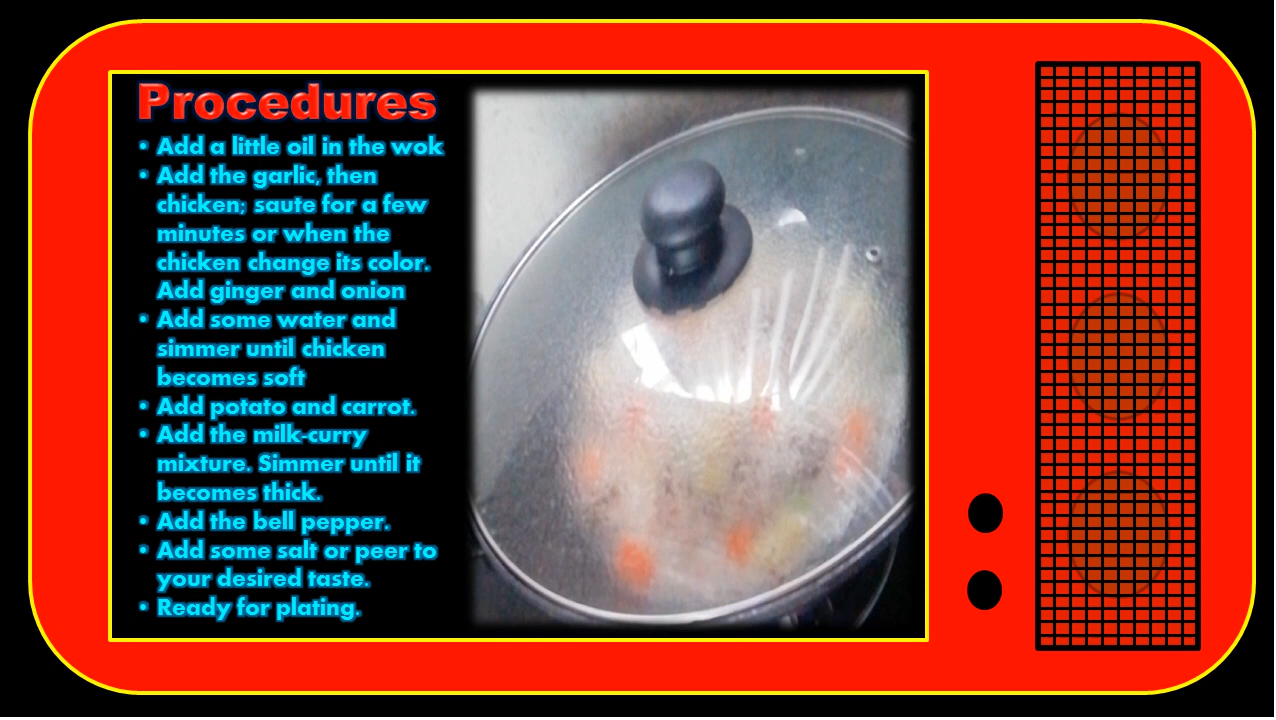 Procedures
• Add a little oil in the wok
• Add the garlic, then
chicken; saute for a few
minutes or when the
chicken change its color.
Add ginger and onion
• Add some water and
simmer until chicken
becomes soft
• Add potato and carrot.
• Add the milk-curry
mixture. Simmer until it
becomes thick.
• Add the bell pepper.
• Add some salt or peer to
your desired taste.
• Ready for plating.